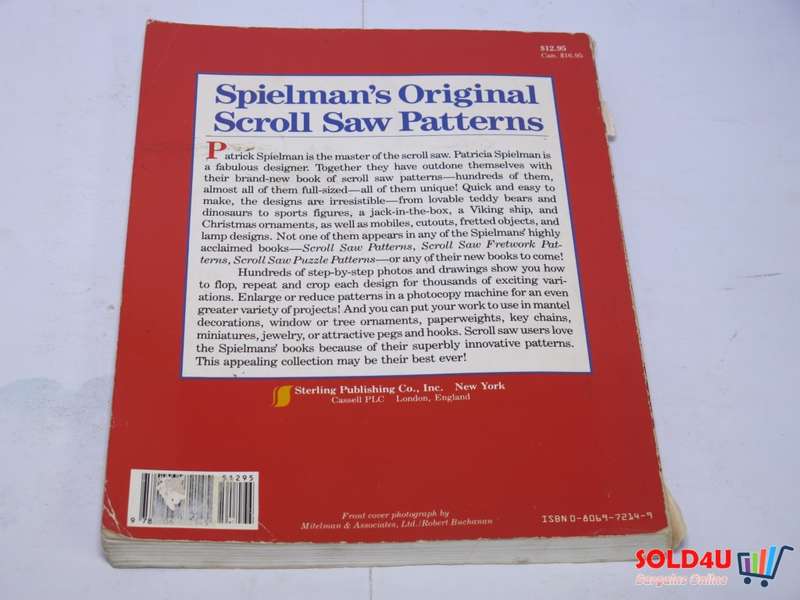 $12.95
Can. $16.95
Spielman's Original
Scroll Saw Patterns
Patrick Spielman is the master of the scroll saw. Patricia Spielman is
a fabulous designer. Together they have outdone themselves with
their brand-new book of scroll saw patterns—hundreds of them,
almost all of them full-sized—all of them unique! Quick and easy to
make, the designs are irresistible—from lovable teddy bears and
dinosaurs to sports figures, a jack-in-the-box, a Viking ship, and
Christmas ornaments, as well as mobiles, cutouts, fretted objects, and
lamp designs. Not one of them appears in any of the Spielmans' highly
acclaimed books—Scroll Saw Patterns, Scroll Saw Fretwork Pat-
terns, Scroll Saw Puzzle Patterns—or any of their new books to come!
Hundreds of step-by-step photos and drawings show you how
to flop, repeat and crop each design for thousands of exciting vari-
ations. Enlarge or reduce patterns in a photocopy machine for an even
greater variety of projects! And you can put your work to use in mantel
decorations, window or tree ornaments, paperweights, key chains,
miniatures, jewelry, or attractive pegs and hooks. Scroll saw users love
the Spielmans' books because of their superbly innovative patterns.
This appealing collection may be their best ever!
Sterling Publishing Co., Inc. New York
Cassell PLC London, England
51295
9 78
Front cover photograph by
Mitelman & Associates, Ltd./Robert Buchanan
ISBN 0-8069-7214-9
SOLD4U
Bargains Online